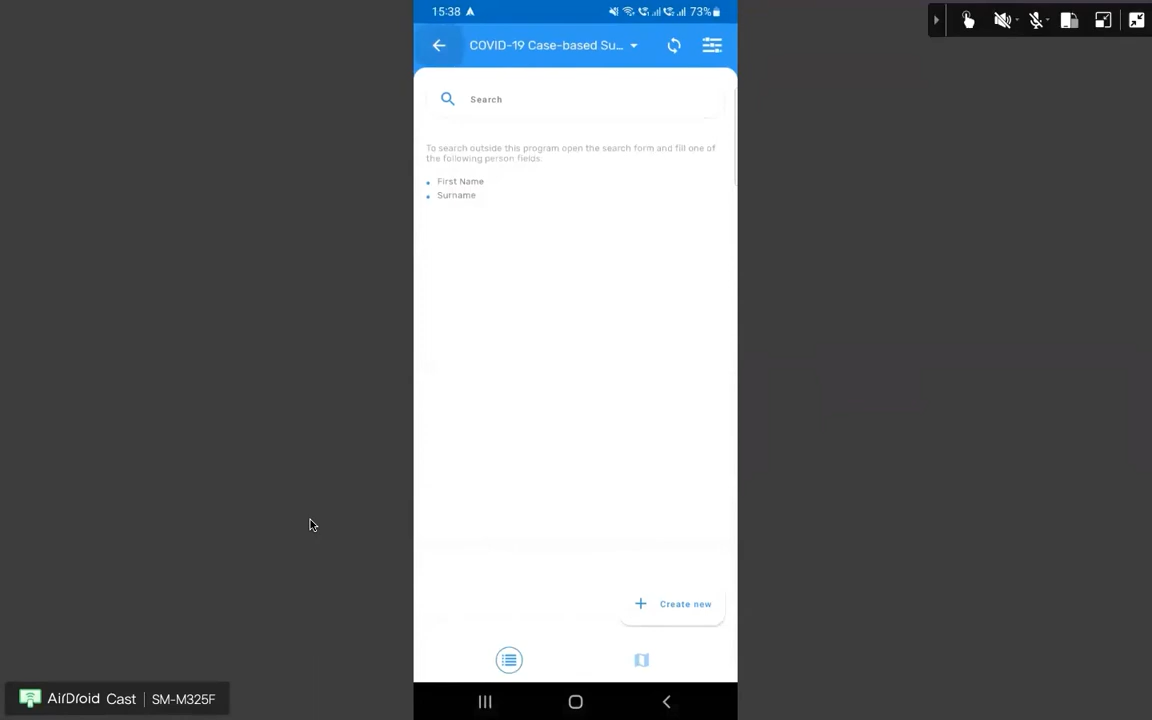 15:38
73%
COVID-19 Case-based Su...
Search
To search outside this program open the search form and fill one of
the following person fields.
First Name
Surname
Create new
AirDroid Cast | SM-M325F